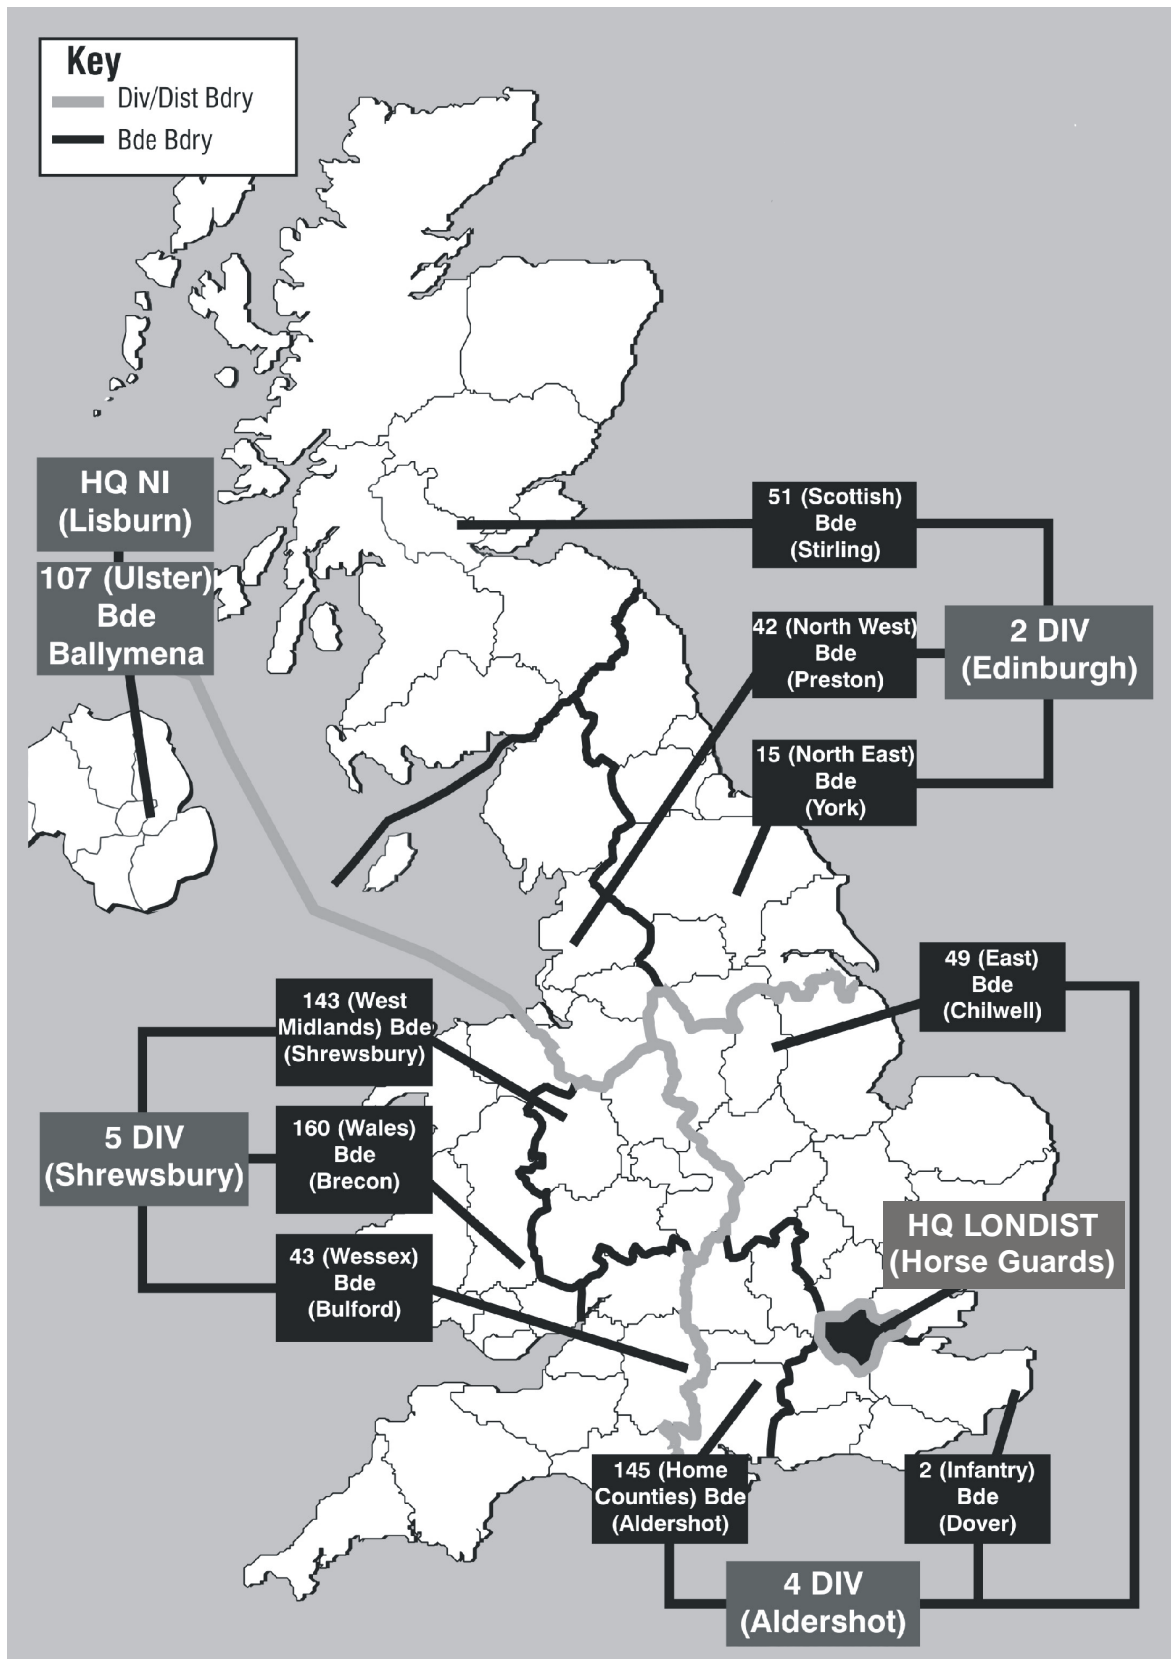 Key
Div/Dist Bdry
Bde Bdry
HQ NI
(Lisburn)
107 (Ulster)
Bde
Ballymena
51 (Scottish)
Bde
(Stirling)
42 (North West)
Bde
(Preston)
2 DIV
(Edinburgh)
15 (North East)
Bde
(York)
49 (East)
Bde
(Chilwell)
143 (West
Midlands) Bde
(Shrewsbury)
5 DIV
(Shrewsbury)
160 (Wales)
Bde
(Brecon)
HQ LONDIST
(Horse Guards)
43 (Wessex)
Bde
(Bulford)
145 (Home
Counties) Bde
(Aldershot)
2 (Infantry)
Bde
(Dover)
4 DIV
(Aldershot)